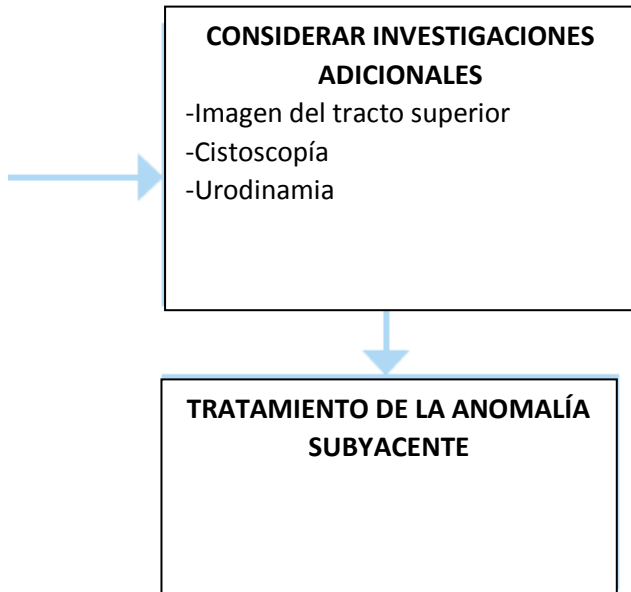 CONSIDERAR INVESTIGACIONES
ADICIONALES
-Imagen del tracto superior
-Cistoscopía
-Urodinamia
TRATAMIENTO DE LA ANOMALÍA
SUBYACENTE